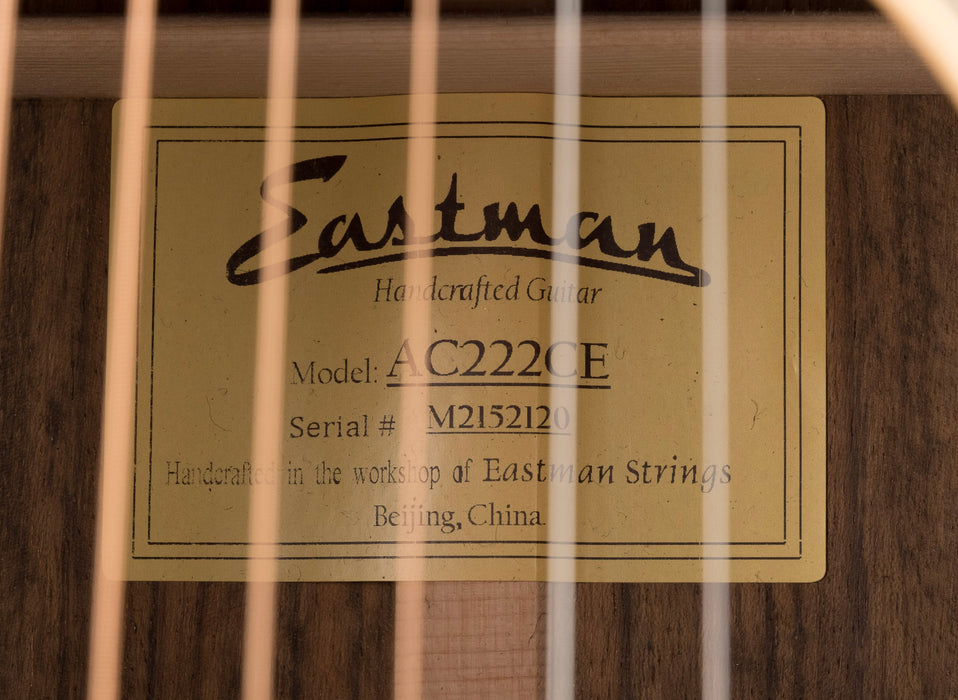 Eastman
Handcrafted Guitar
Model: AC222CE
Serial # M2152120
Handcrafted in the workshop of Eastman Strings
Beijing, China.